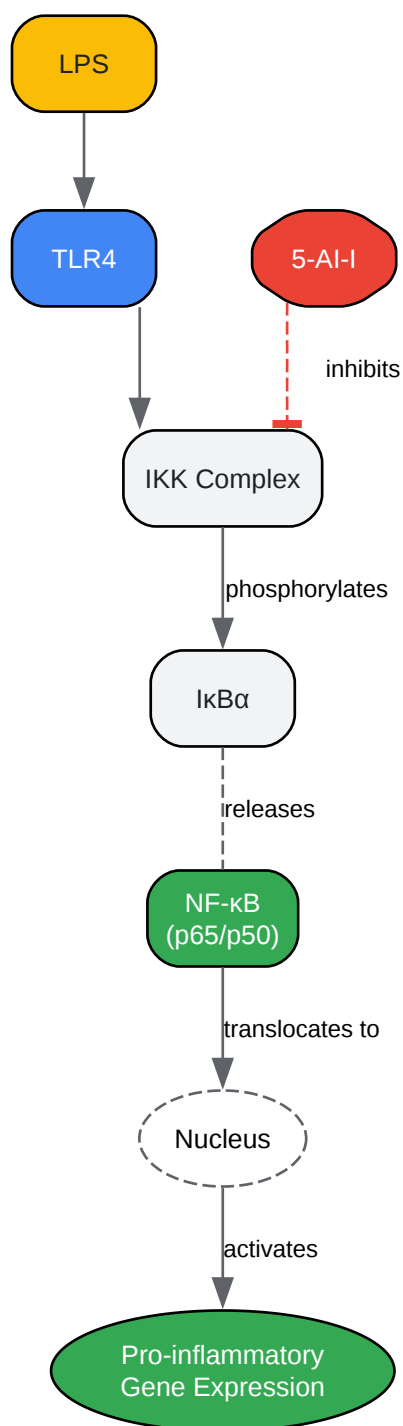 LPS
TLR4
5-AI-I
inhibits
IKK Complex
phosphorylates
IκBα
releases
NF-κB
(p65/p50)
translocates to
Nucleus
activates
Pro-inflammatory
Gene Expression